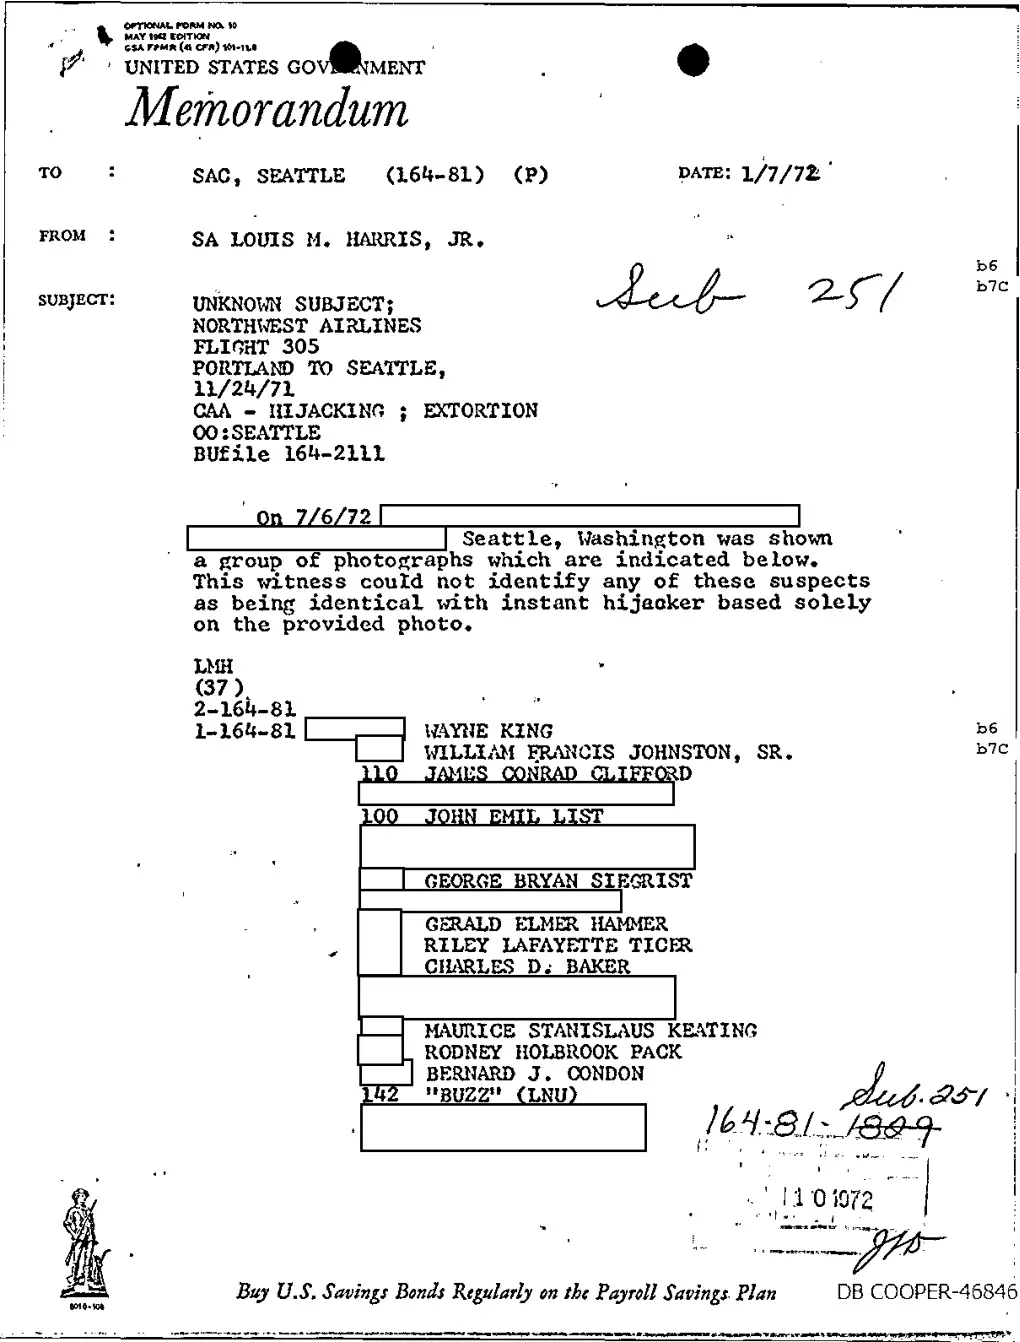 OPTIONAL FORM NO. 10
MAY 1962 EDITION
GSA FPMR (41 CFR) 101-11.6
UNITED STATES GOVERNMENT
Memorandum
TO : SAC, SEATTLE (164-81) (P) DATE: 1/7/72
FROM : SA LOUIS M. HARRIS, JR.
b6
b7C
Sub 251
SUBJECT: UNKNOWN SUBJECT;
NORTHWEST AIRLINES
FLIGHT 305
PORTLAND TO SEATTLE,
11/24/71
CAA - HIJACKING ; EXTORTION
OO:SEATTLE
BUfile 164-2111
On 7/6/72
Seattle, Washington was shown
a group of photographs which are indicated below.
This witness could not identify any of these suspects
as being identical with instant hijacker based solely
on the provided photo.
LMH
(37)
2-164-81
1-164-81 WAYNE KING
b6
b7C
WILLIAM FRANCIS JOHNSTON, SR.
110 JAMES CONRAD CLIFFORD
100 JOHN EMIL LIST
GEORGE BRYAN SIEGRIST
GERALD ELMER HAMMER
RILEY LAFAYETTE TICER
CHARLES D. BAKER
MAURICE STANISLAUS KEATING
RODNEY HOLBROOK PACK
BERNARD J. CONDON
142 "BUZZ" (LNU)
Sub. 251
164-81-1809
10 1972
5010-108
Buy U.S. Savings Bonds Regularly on the Payroll Savings Plan
DB COOPER-46846